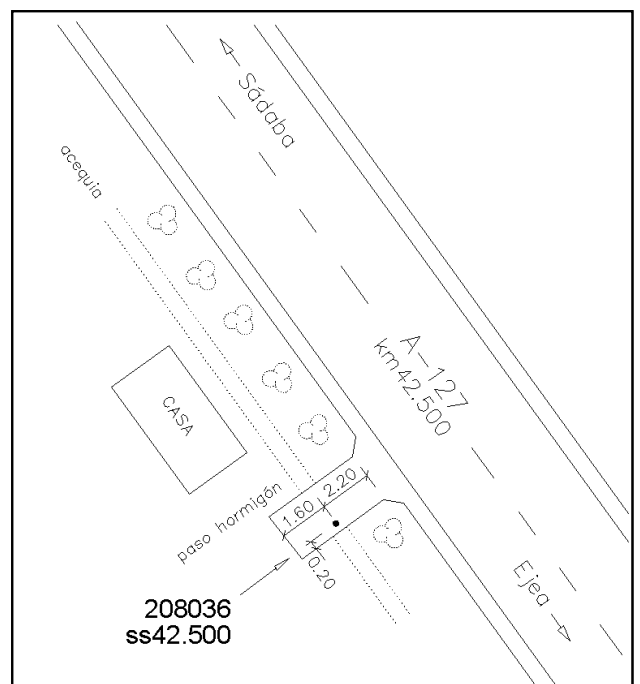 Sádaba
acequia
A-127
km42.500
CASA
2.20
1.60
paso hormigón
0.20
Ejea
208036
ss42.500